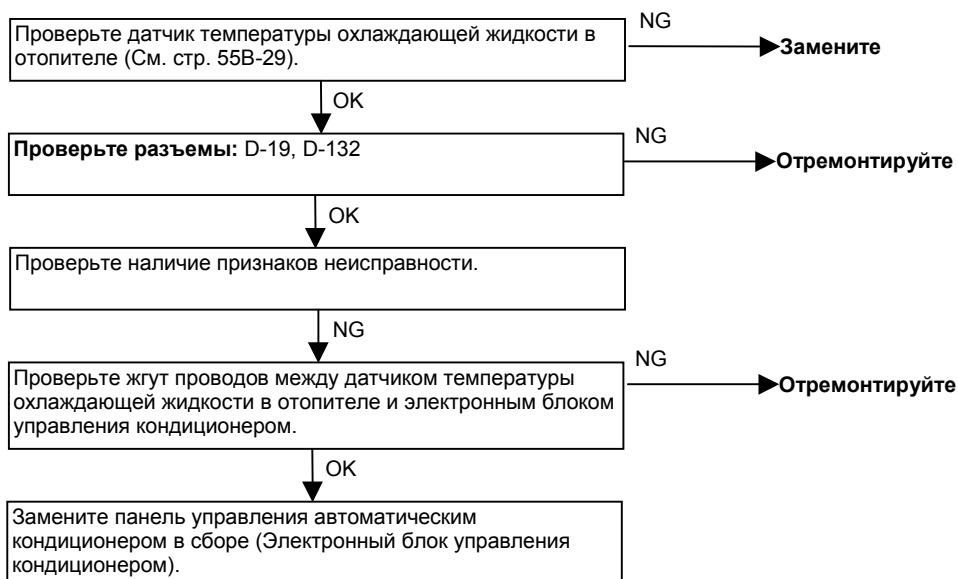 NG
Проверьте датчик температуры охлаждающей жидкости в
отопителе (См. стр. 55B-29).
Замените
OK
NG
Проверьте разъемы: D-19, D-132
Отремонтируйте
OK
Проверьте наличие признаков неисправности.
NG
NG
Проверьте жгут проводов между датчиком температуры
охлаждающей жидкости в отопителе и электронным блоком
управления кондиционером.
Отремонтируйте
OK
Замените панель управления автоматическим
кондиционером в сборе (Электронный блок управления
кондиционером).